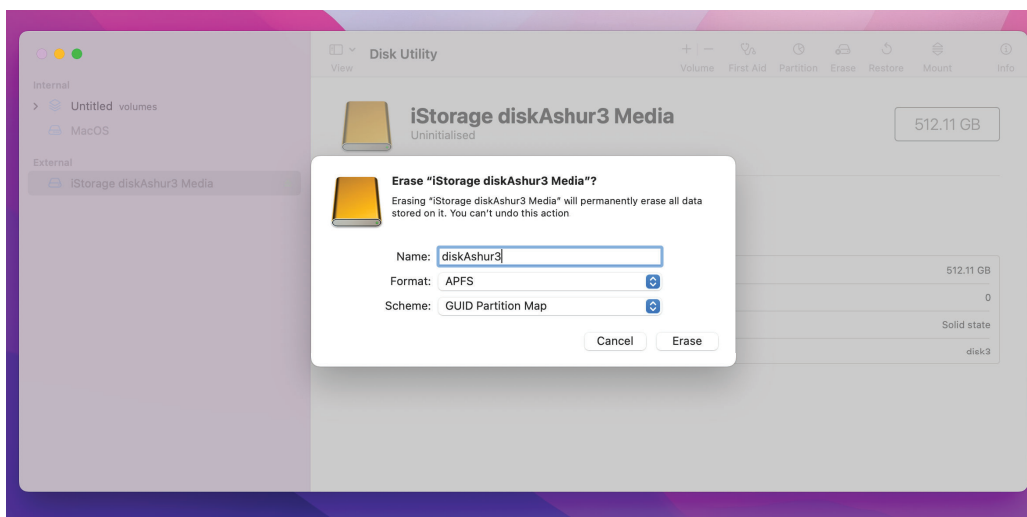 Disk Utility
View
Volume First Aid Partition Erase Restore Mount Info
Internal
Untitled volumes
MacOS
External
iStorage diskAshur3 Media
iStorage diskAshur3 Media
Uninitialised
512.11 GB
Erase “iStorage diskAshur3 Media”?
Erasing “iStorage diskAshur3 Media” will permanently erase all data
stored on it. You can't undo this action
Name: diskAshur3
Format: APFS
Scheme: GUID Partition Map
Cancel Erase
512.11 GB
0
Solid state
disk3